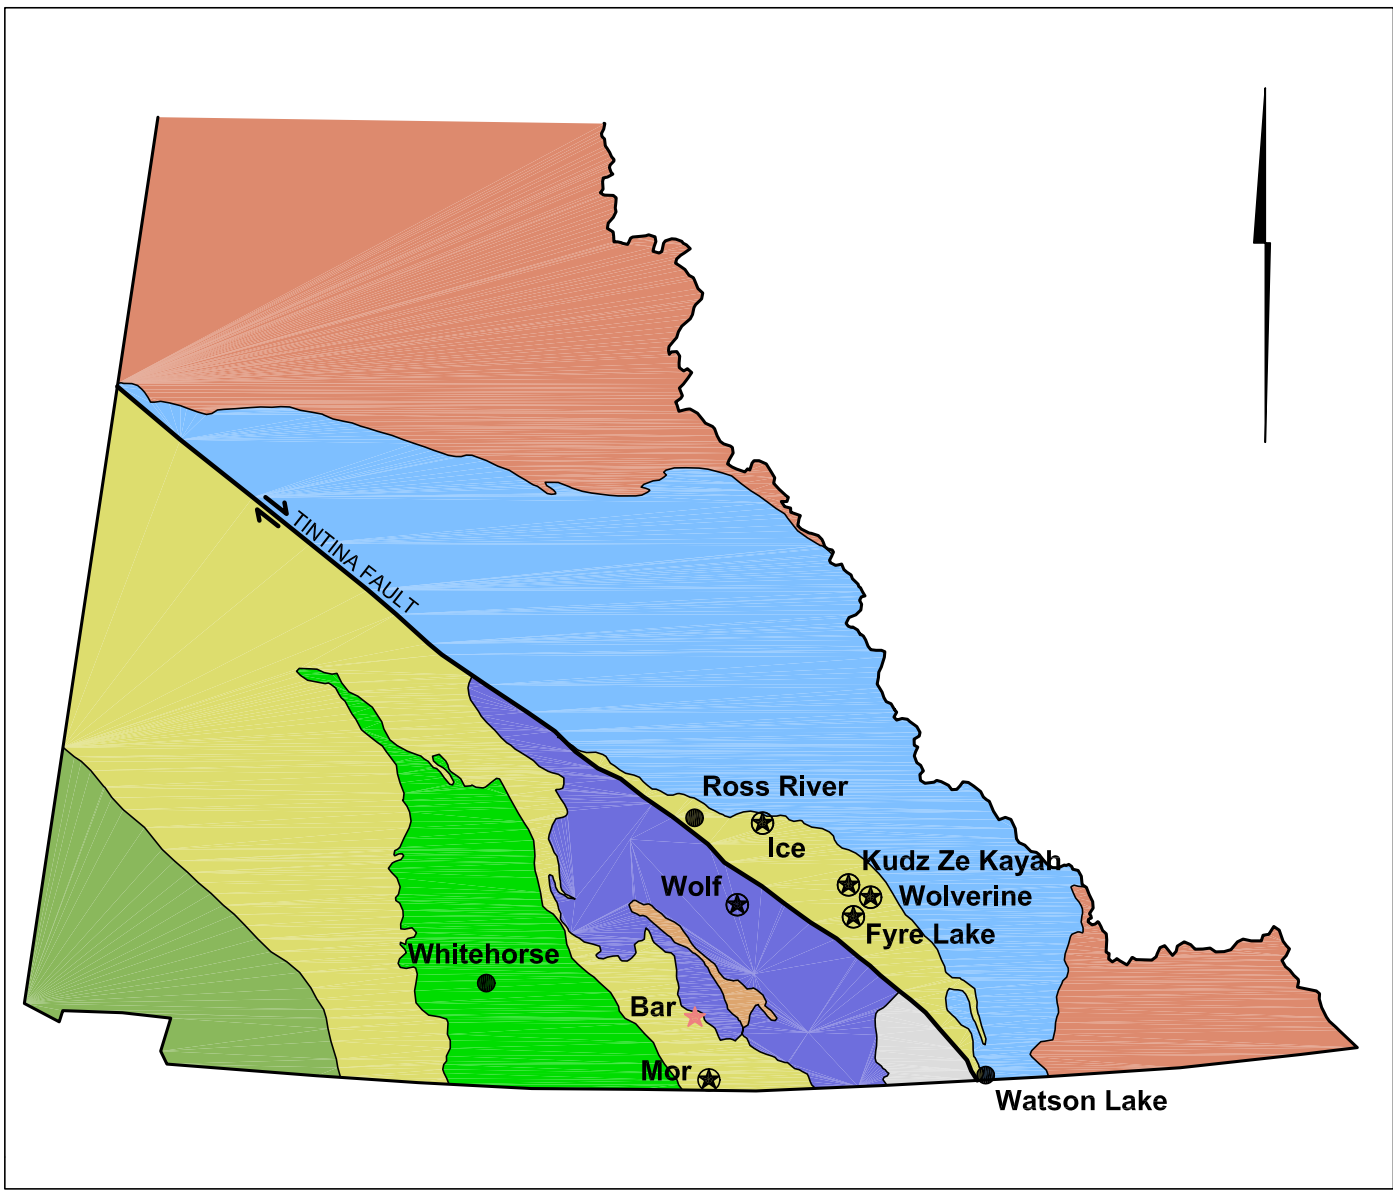 TINTINA FAULT
Ross River
Ice
Kudz Ze Kayah
Wolf
Wolverine
Fyre Lake
Whitehorse
Bar
Mor
Watson Lake